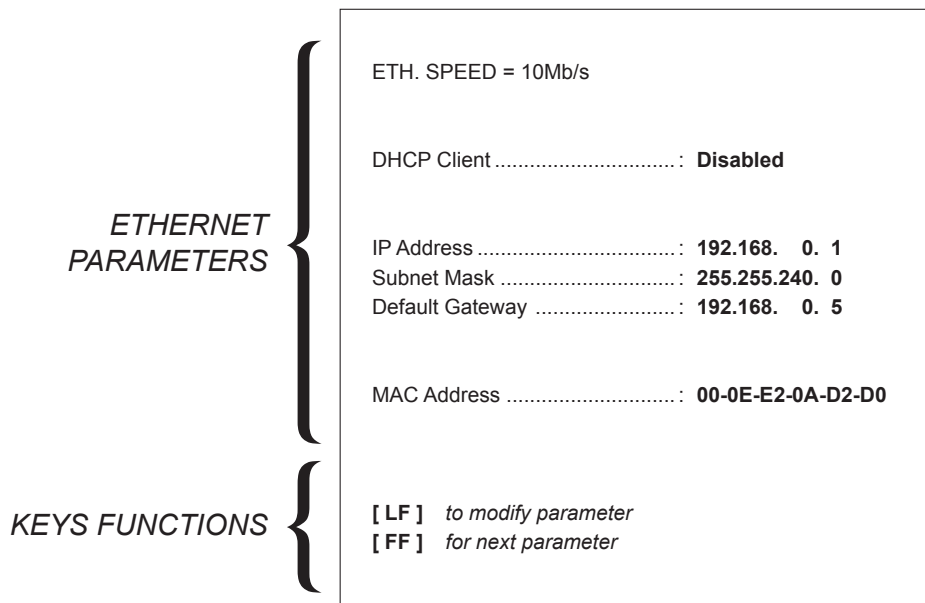 ETHERNET
PARAMETERS
ETH. SPEED = 10Mb/s
DHCP Client ............................... : Disabled
IP Address .................................. : 192.168. 0. 1
Subnet Mask .............................. : 255.255.240. 0
Default Gateway ........................ : 192.168. 0. 5
MAC Address ............................. : 00-0E-E2-0A-D2-D0
KEYS FUNCTIONS
[ LF ] to modify parameter
[ FF ] for next parameter